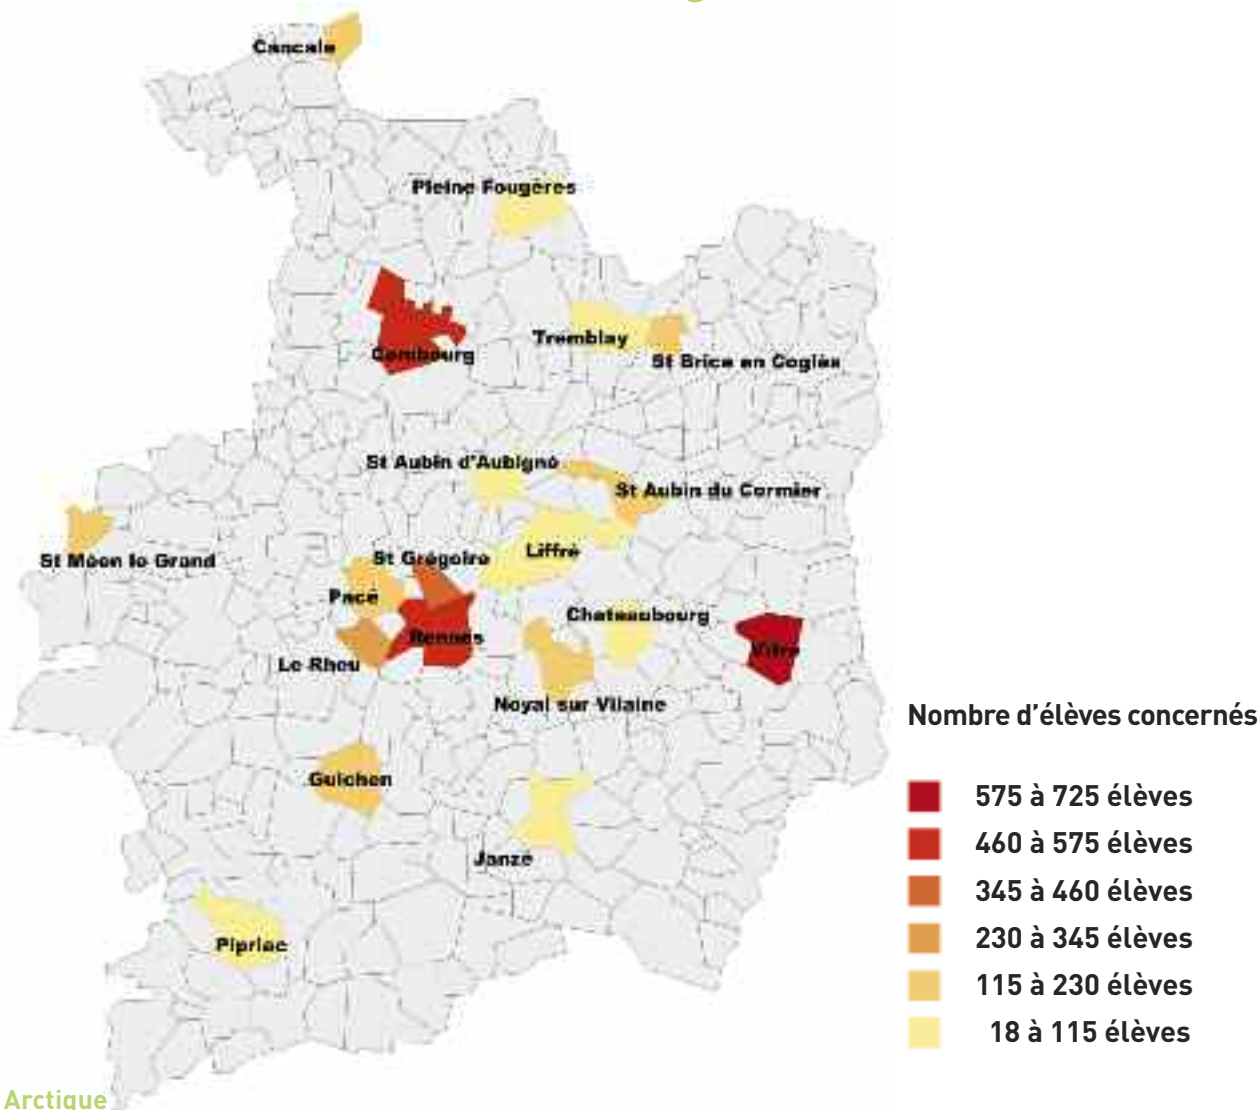 Cancale
Pleine Fougères
Combourg
Tremblay
St Brice en Coglès
St Aubin d'Aubigné
St Aubin du Cormier
St Méen le Grand
St Grégoire
Liffré
Pacé
Chateaubourg
Rennes
Vitré
Le Rheu
Noyal sur Vilaine
Nombre d'élèves concernés
Guichen
575 à 725 élèves
460 à 575 élèves
Janzé
345 à 460 élèves
230 à 345 élèves
Pipriac
115 à 230 élèves
18 à 115 élèves
Arctique